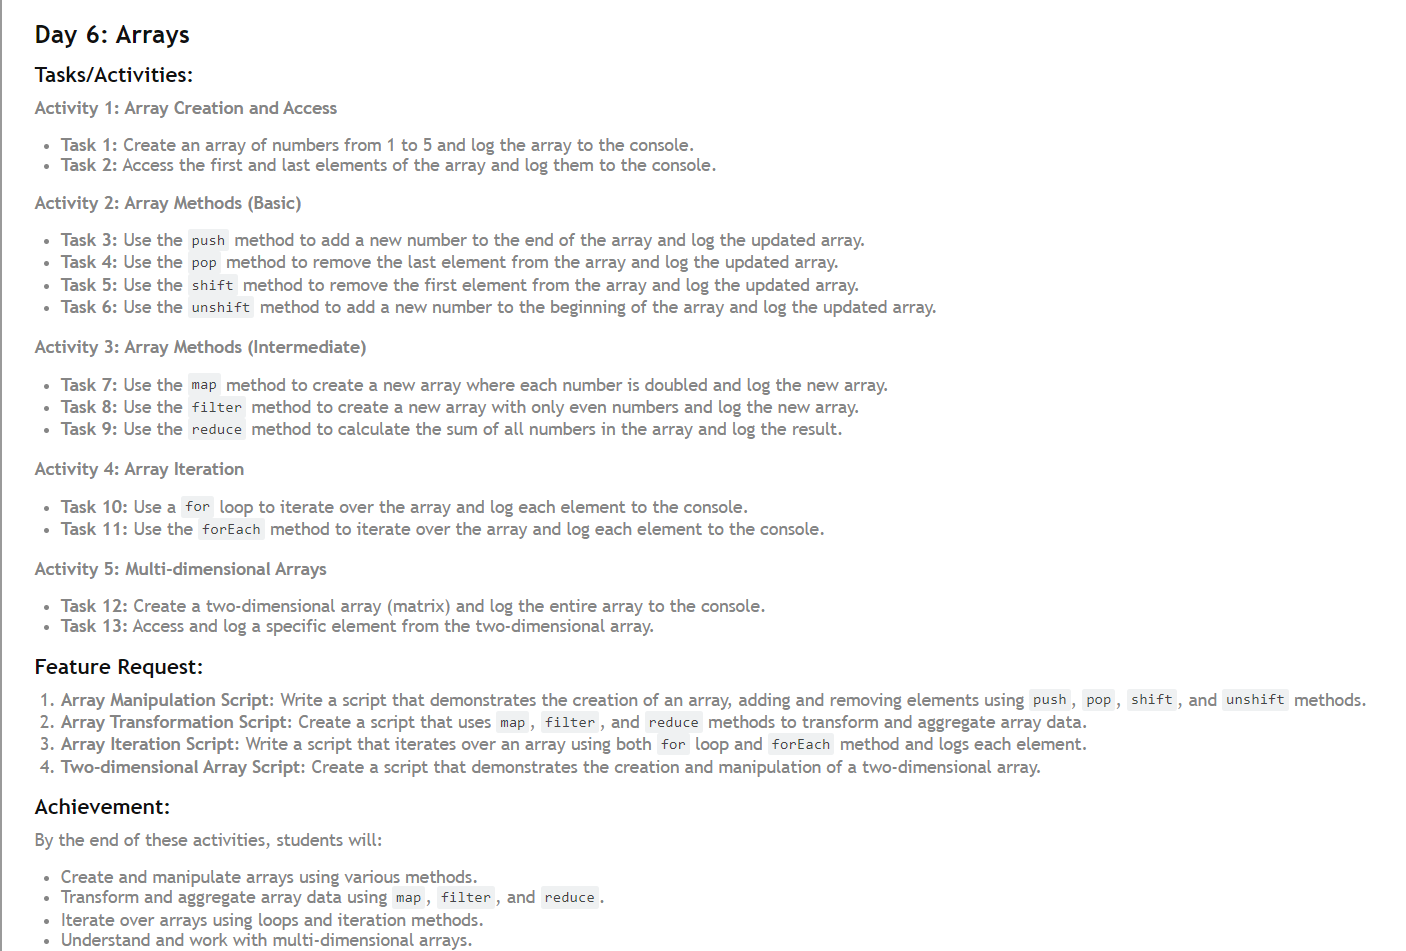 Day 6: Arrays
Tasks/Activities:
Activity 1: Array Creation and Access
• Task 1: Create an array of numbers from 1 to 5 and log the array to the console.
• Task 2: Access the first and last elements of the array and log them to the console.
Activity 2: Array Methods (Basic)
• Task 3: Use the push method to add a new number to the end of the array and log the updated array.
• Task 4: Use the pop method to remove the last element from the array and log the updated array.
• Task 5: Use the shift method to remove the first element from the array and log the updated array.
• Task 6: Use the unshift method to add a new number to the beginning of the array and log the updated array.
Activity 3: Array Methods (Intermediate)
• Task 7: Use the map method to create a new array where each number is doubled and log the new array.
• Task 8: Use the filter method to create a new array with only even numbers and log the new array.
• Task 9: Use the reduce method to calculate the sum of all numbers in the array and log the result.
Activity 4: Array Iteration
• Task 10: Use a for loop to iterate over the array and log each element to the console.
• Task 11: Use the forEach method to iterate over the array and log each element to the console.
Activity 5: Multi-dimensional Arrays
• Task 12: Create a two-dimensional array (matrix) and log the entire array to the console.
• Task 13: Access and log a specific element from the two-dimensional array.
Feature Request:
1. Array Manipulation Script: Write a script that demonstrates the creation of an array, adding and removing elements using push, pop, shift, and unshift methods.
2. Array Transformation Script: Create a script that uses map, filter, and reduce methods to transform and aggregate array data.
3. Array Iteration Script: Write a script that iterates over an array using both for loop and forEach method and logs each element.
4. Two-dimensional Array Script: Create a script that demonstrates the creation and manipulation of a two-dimensional array.
Achievement:
By the end of these activities, students will:
• Create and manipulate arrays using various methods.
• Transform and aggregate array data using map, filter, and reduce.
• Iterate over arrays using loops and iteration methods.
• Understand and work with multi-dimensional arrays.